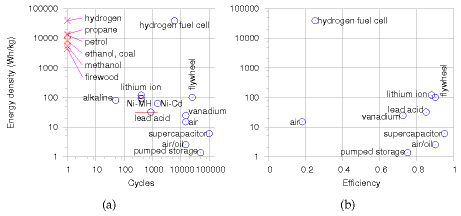 100000
10000
1000
100
10
1
Energy density (Wh/kg)
hydrogen
propane
petrol
ethanol, coal
methanol
firewood
hydrogen fuel cell
lithium ion
flywheel
alkaline
Ni-MH
Ni-Cd
lead acid
vanadium
air
supercapacitor
air/oil
pumped storage
1 10 100 1000 10000 100000
Cycles
(a)
100000
10000
1000
100
10
1
hydrogen fuel cell
flywheel
lithium ion
lead acid
vanadium
air
supercapacitor
air/oil
pumped storage
0 0.2 0.4 0.6 0.8 1
Efficiency
(b)